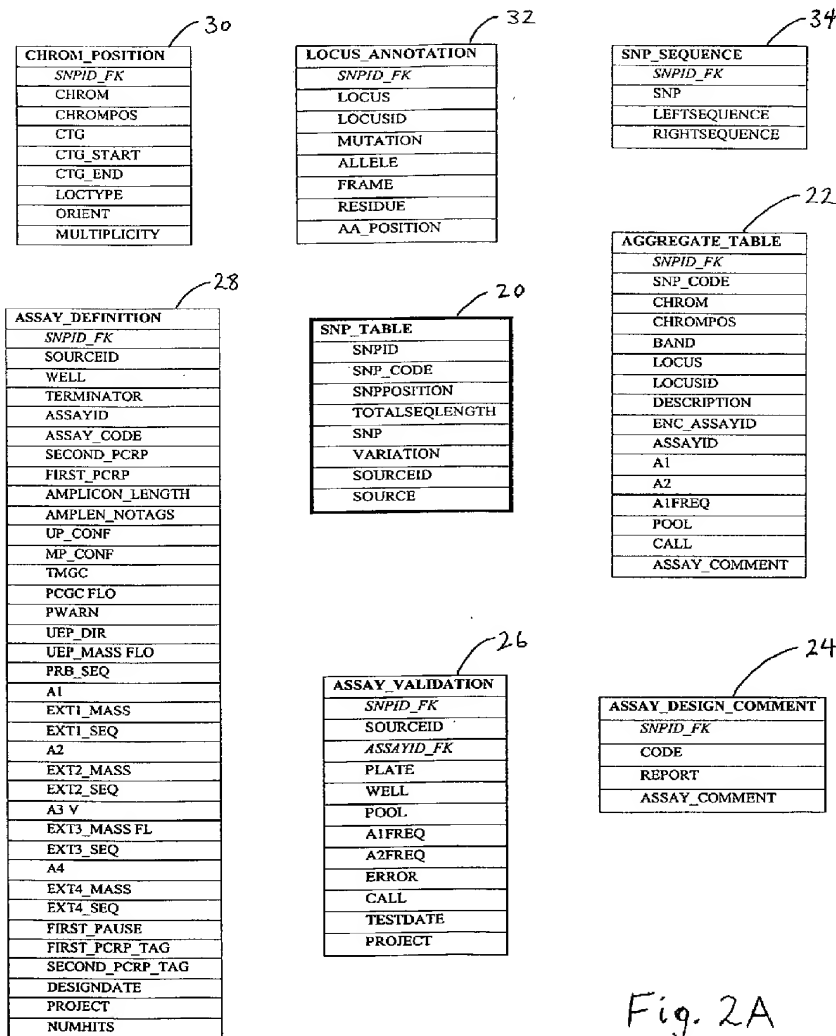 30
CHROM_POSITION
SNPID_FK
CHROM
CHROMPOS
CTG
CTG_START
CTG_END
LOCTYPE
ORIENT
MULTIPLICITY
32
LOCUS_ANNOTATION
SNPID_FK
LOCUS
LOCUSID
MUTATION
ALLELE
FRAME
RESIDUE
AA_POSITION
34
SNP_SEQUENCE
SNPID_FK
SNP
LEFTSEQUENCE
RIGHTSEQUENCE
28
ASSAY_DEFINITION
SNPID_FK
SOURCEID
WELL
TERMINATOR
ASSAYID
ASSAY_CODE
SECOND_PCRP
FIRST_PCRP
AMPLICON_LENGTH
AMPLEN_NOTAGS
UP_CONF
MP_CONF
TMGC
PCGC FLO
PWARN
UEP_DIR
UEP_MASS FLO
PRB_SEQ
A1
EXT1_MASS
EXT1_SEQ
A2
EXT2_MASS
EXT2_SEQ
A3 V
EXT3_MASS FL
EXT3_SEQ
A4
EXT4_MASS
EXT4_SEQ
FIRST_PAUSE
FIRST_PCRP_TAG
SECOND_PCRP_TAG
DESIGNDATE
PROJECT
NUMHITS
20
SNP_TABLE
SNPID
SNP_CODE
SNPPOSITION
TOTALSEQLENGTH
SNP
VARIATION
SOURCEID
SOURCE
22
AGGREGATE_TABLE
SNPID_FK
SNP_CODE
CHROM
CHROMPOS
BAND
LOCUS
LOCUSID
DESCRIPTION
ENC_ASSAYID
ASSAYID
A1
A2
A1FREQ
POOL
CALL
ASSAY_COMMENT
26
ASSAY_VALIDATION
SNPID_FK
SOURCEID
ASSAYID_FK
PLATE
WELL
POOL
A1FREQ
A2FREQ
ERROR
CALL
TESTDATE
PROJECT
24
ASSAY_DESIGN_COMMENT
SNPID_FK
CODE
REPORT
ASSAY_COMMENT
Fig. 2A